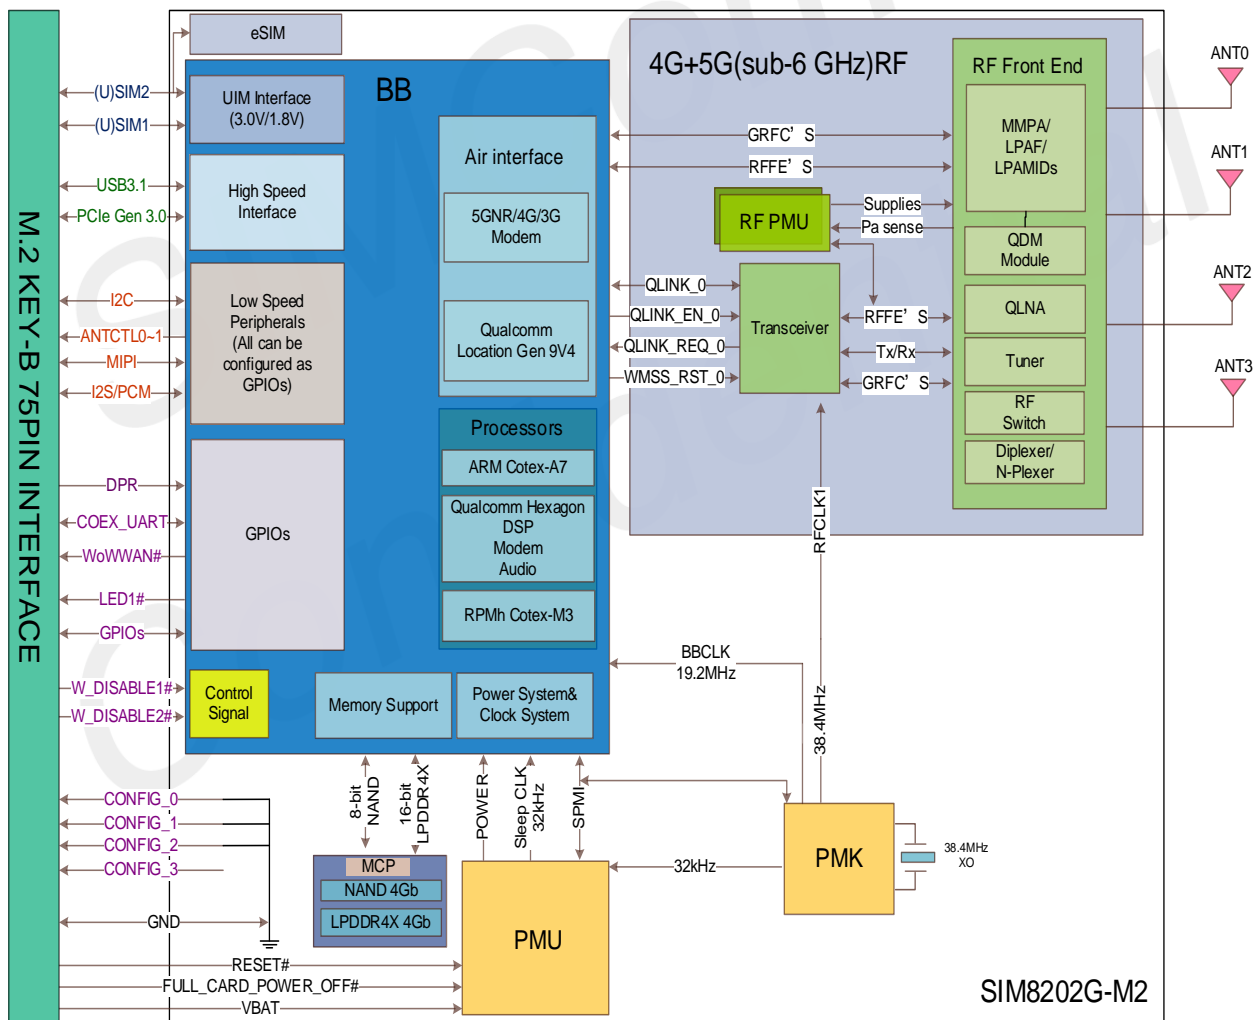 eSIM
BB
4G+5G(sub-6 GHz)RF
RF Front End
ANT0
ANT1
ANT2
ANT3
M.2 KEY-B 75PIN INTERFACE
(U)SIM2
(U)SIM1
USB3.1
PCIe Gen 3.0
I2C
ANTCTL0~1
MIPI
I2S/PCM
DPR
COEX_UART
WoWWAN#
LED1#
GPIOs
W_DISABLE1#
W_DISABLE2#
CONFIG_0
CONFIG_1
CONFIG_2
CONFIG_3
GND
RESET#
FULL_CARD_POWER_OFF#
VBAT
UIM Interface
(3.0V/1.8V)
High Speed
Interface
Low Speed
Peripherals
(All can be
configured as
GPIOs)
GPIOs
Control
Signal
Air interface
5GNR/4G/3G
Modem
Qualcomm
Location Gen 9V4
Processors
ARM Cotex-A7
Qualcomm Hexagon
DSP
Modem
Audio
RPMh Cotex-M3
Memory Support
Power System&
Clock System
GRFC'S
RFFE'S
RF PMU
Supplies
Pa sense
QLINK_0
QLINK_EN_0
QLINK_REQ_0
WMSS_RST_0
Transceiver
RFFE'S
Tx/Rx
GRFC'S
MMPA/
LPAF/
LPAMIDs
QDM
Module
QLNA
Tuner
RF
Switch
Diplexer/
N-Plexer
RFCLK1
38.4MHz
BBCLK
19.2MHz
8-bit
NAND
16-bit
LPDDR4X
POWER
Sleep CLK
32kHz
SPMI
MCP
NAND 4Gb
LPDDR4X 4Gb
PMU
32kHz
PMK
38.4MHz
XO
SIM8202G-M2